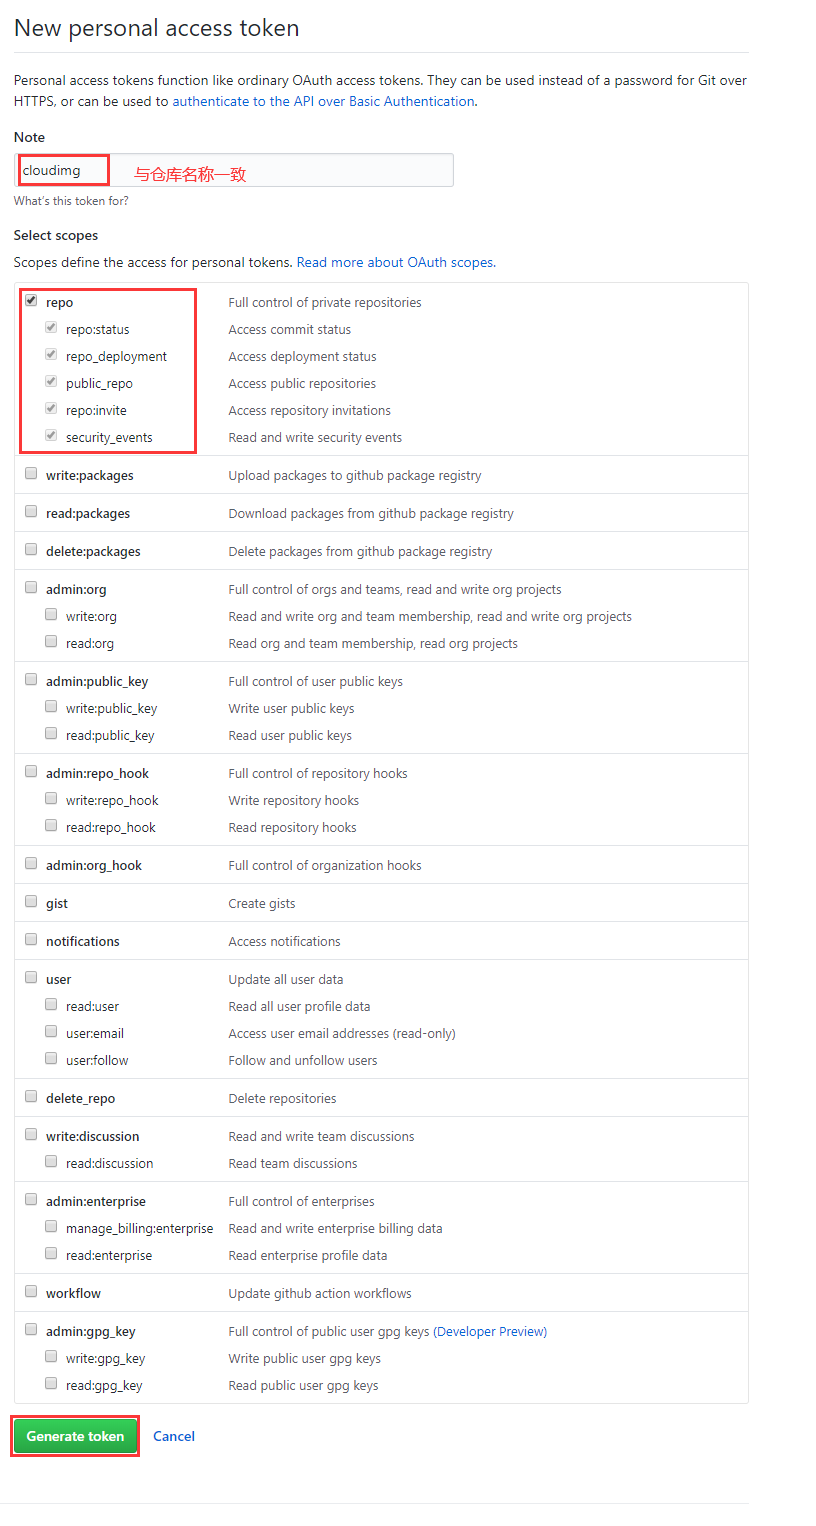 New personal access token
Personal access tokens function like ordinary OAuth access tokens. They can be used instead of a password for Git over
HTTPS, or can be used to authenticate to the API over Basic Authentication.
Note
cloudimg 与仓库名称一致
What's this token for?
Select scopes
Scopes define the access for personal tokens. Read more about OAuth scopes.
repo Full control of private repositories
repo:status Access commit status
repo_deployment Access deployment status
public_repo Access public repositories
repo:invite Access repository invitations
security_events Read and write security events
write:packages Upload packages to github package registry
read:packages Download packages from github package registry
delete:packages Delete packages from github package registry
admin:org Full control of orgs and teams, read and write org projects
write:org Read and write org and team membership, read and write org projects
read:org Read org and team membership, read org projects
admin:public_key Full control of user public keys
write:public_key Write user public keys
read:public_key Read user public keys
admin:repo_hook Full control of repository hooks
write:repo_hook Write repository hooks
read:repo_hook Read repository hooks
admin:org_hook Full control of organization hooks
gist Create gists
notifications Access notifications
user Update all user data
read:user Read all user profile data
user:email Access user email addresses (read-only)
user:follow Follow and unfollow users
delete_repo Delete repositories
write:discussion Read and write team discussions
read:discussion Read team discussions
admin:enterprise Full control of enterprises
manage_billing:enterprise Read and write enterprise billing data
read:enterprise Read enterprise profile data
workflow Update github action workflows
admin:gpg_key Full control of public user gpg keys (Developer Preview)
write:gpg_key Write public user gpg keys
read:gpg_key Read public user gpg keys
Generate token Cancel